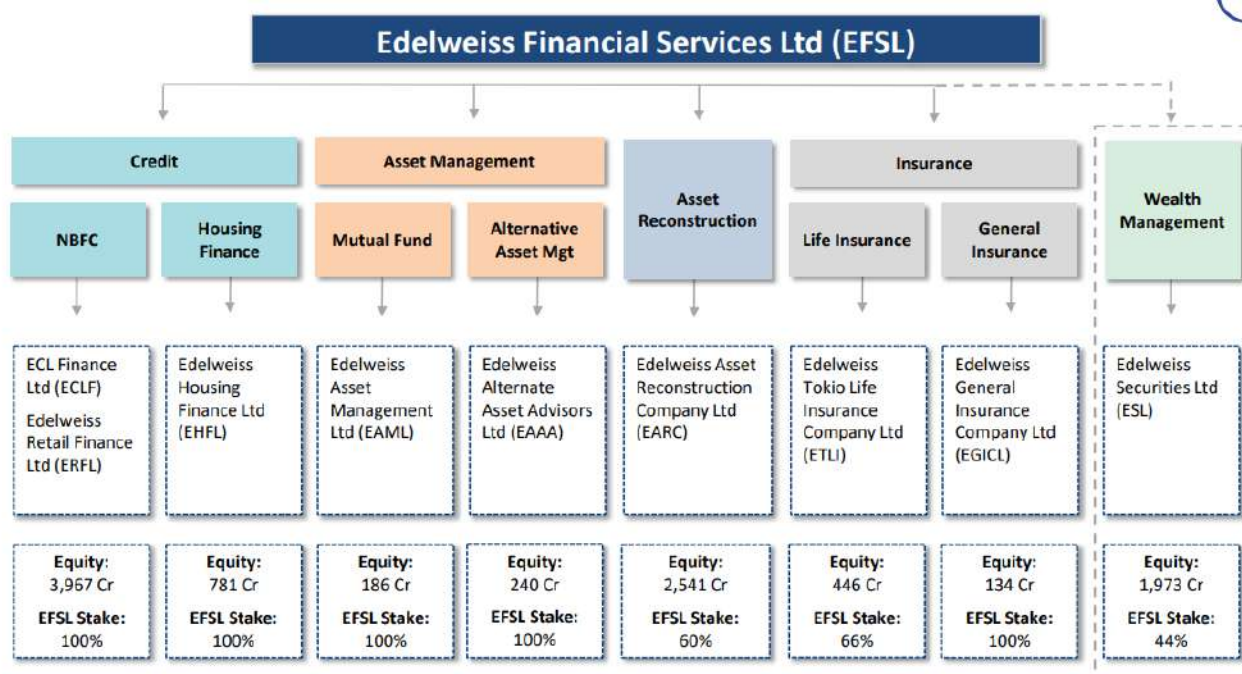 Edelweiss Financial Services Ltd (EFSL)
Credit
Asset Management
Asset
Reconstruction
Insurance
Wealth
Management
NBFC
Housing
Finance
Mutual Fund
Alternative
Asset Mgt
Life Insurance
General
Insurance
ECL Finance
Ltd (ECLF)
Edelweiss
Retail Finance
Ltd (ERFL)
Edelweiss
Housing
Finance Ltd
(EHFL)
Edelweiss
Asset
Management
Ltd (EAML)
Edelweiss
Alternate
Asset Advisors
Ltd (EAAA)
Edelweiss Asset
Reconstruction
Company Ltd
(EARC)
Edelweiss
Tokio Life
Insurance
Company Ltd
(ETLI)
Edelweiss
General
Insurance
Company Ltd
(EGICL)
Edelweiss
Securities Ltd
(ESL)
Equity:
3,967 Cr
EFSL Stake:
100%
Equity:
781 Cr
EFSL Stake:
100%
Equity:
186 Cr
EFSL Stake:
100%
Equity:
240 Cr
EFSL Stake:
100%
Equity:
2,541 Cr
EFSL Stake:
60%
Equity:
446 Cr
EFSL Stake:
66%
Equity:
134 Cr
EFSL Stake:
100%
Equity:
1,973 Cr
EFSL Stake:
44%